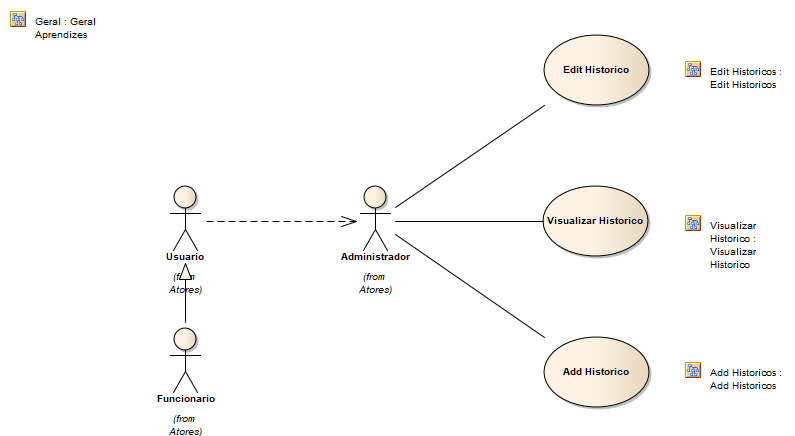 Geral : Geral
Aprendizes
Edit Historico
Edit Historicos :
Edit Historicos
Usuario
(from
Atores)
Administrador
(from
Atores)
Visualizar Historico
Visualizar
Historico :
Visualizar
Historico
Funcionario
(from
Atores)
Add Historico
Add Historicos :
Add Historicos